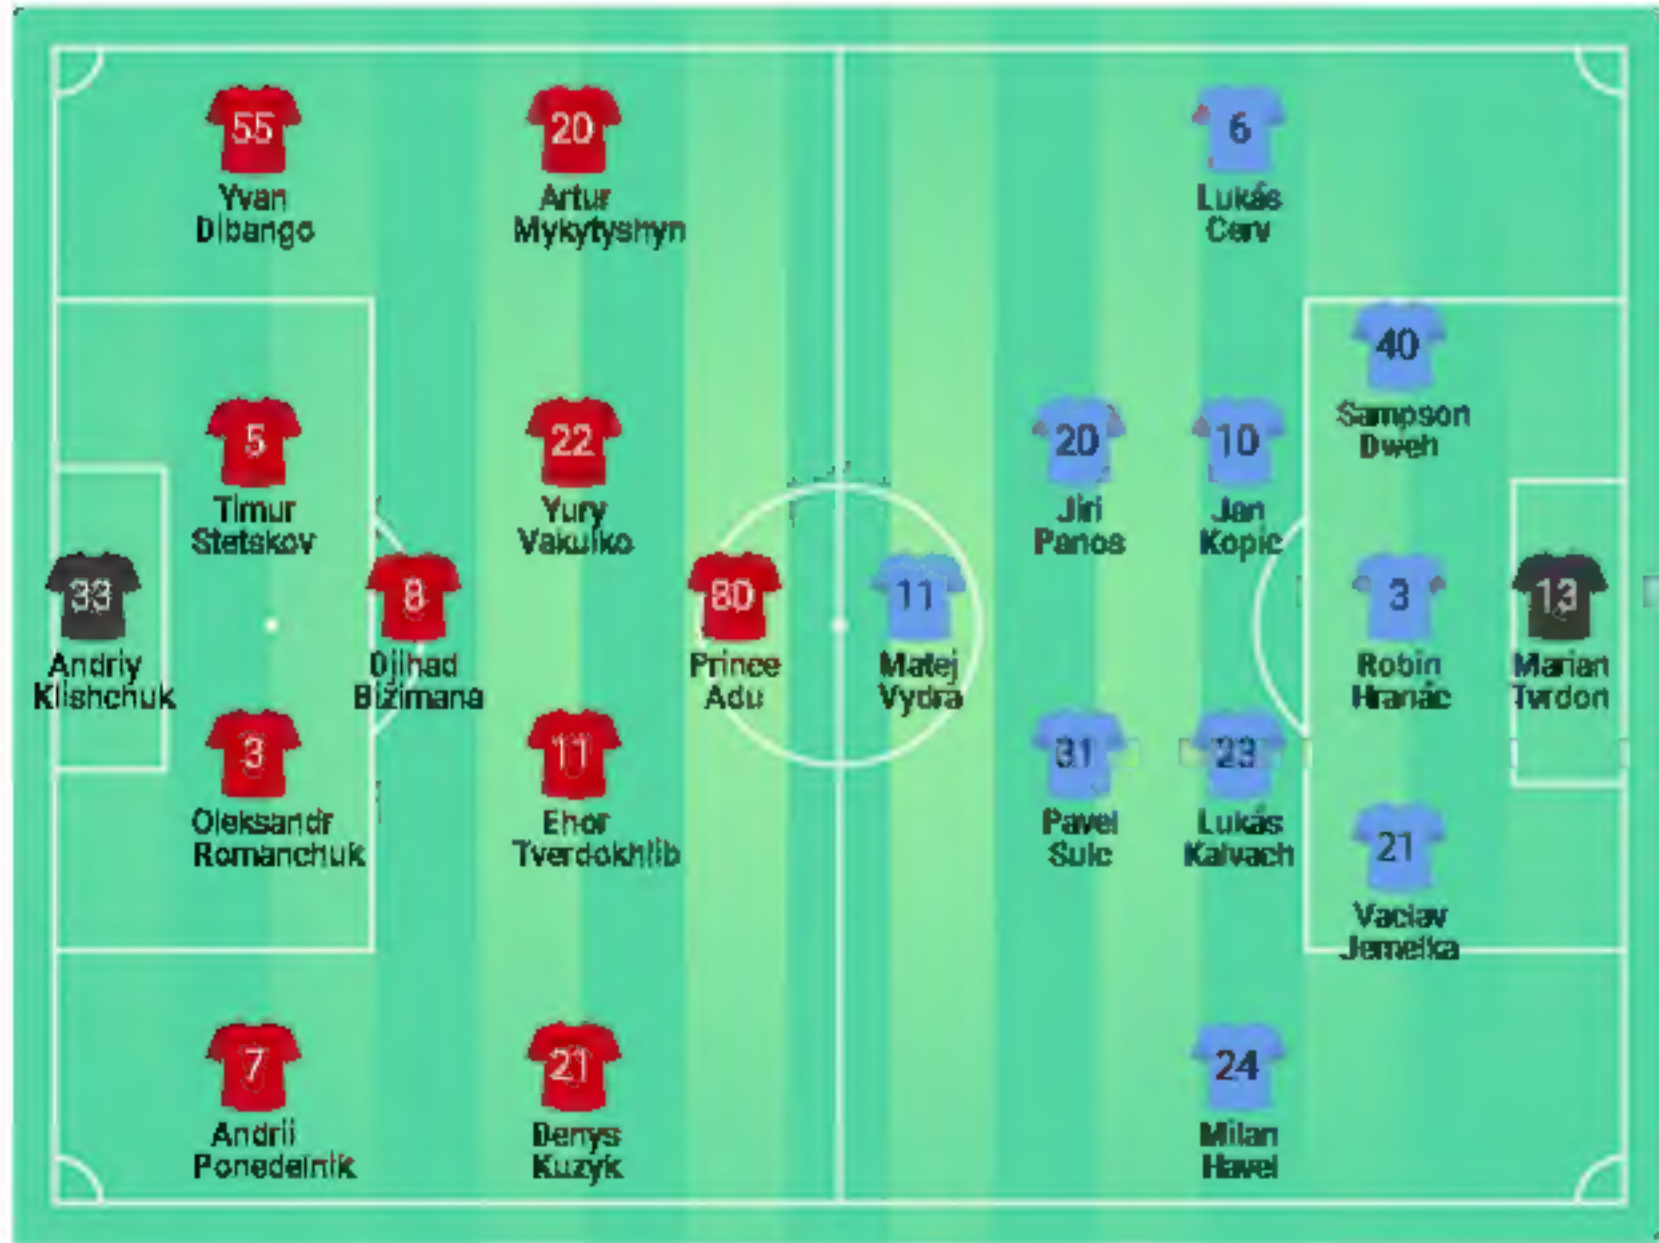 55
Yvan
Dibango
20
Artur
Mykytyshyn
6
Lukás
Cerv
40
Sampson
Dweh
5
Timur
Stetskov
22
Yury
Vakulko
20
Jiri
Panos
10
Jan
Kopic
33
Andriy
Klishchuk
8
Djihad
Bizimana
80
Prince
Adu
11
Matej
Vydra
3
Robin
Hranác
13
Marian
Tvrdon
3
Oleksandr
Romanchuk
11
Ehor
Tverdokhlib
31
Pavel
Sulc
23
Lukás
Kalvach
21
Vaclav
Jemelka
7
Andrii
Ponedelnik
21
Denys
Kuzyk
24
Milan
Havel